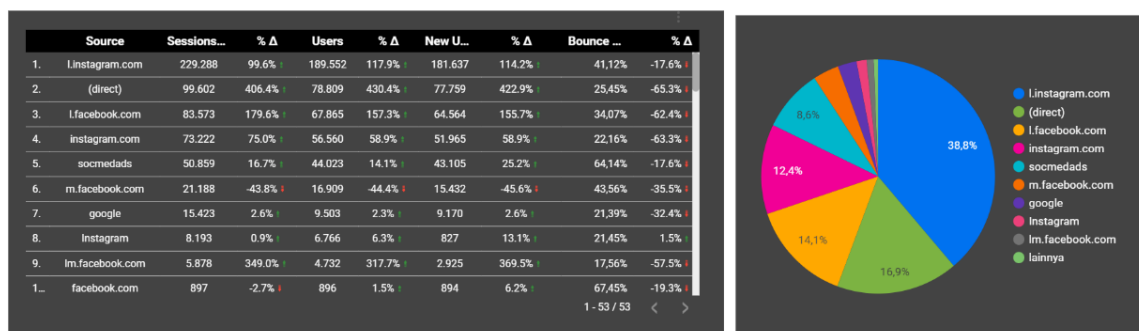 Source Sessions... % Δ Users % Δ New U... % Δ Bounce ... % Δ
1. l.instagram.com 229.288 99.6% ↑ 189.552 117.9% ↑ 181.637 114.2% ↑ 41,12% -17.6% ↓
2. (direct) 99.602 406.4% ↑ 78.809 430.4% ↑ 77.759 422.9% ↑ 25,45% -65.3% ↓
3. l.facebook.com 83.573 179.6% ↑ 67.865 157.3% ↑ 64.564 155.7% ↑ 34,07% -62.4% ↓
4. instagram.com 73.222 75.0% ↑ 56.560 58.9% ↑ 51.965 58.9% ↑ 22,16% -63.3% ↓
5. socmedads 50.859 16.7% ↑ 44.023 14.1% ↑ 43.105 25.2% ↑ 64,14% -17.6% ↓
6. m.facebook.com 21.188 -43.8% ↓ 16.909 -44.4% ↓ 15.432 -45.6% ↓ 43,56% -35.5% ↓
7. google 15.423 2.6% ↑ 9.503 2.3% ↑ 9.170 2.6% ↑ 21,39% -32.4% ↓
8. Instagram 8.193 0.9% ↑ 6.766 6.3% ↑ 827 13.1% ↑ 21,45% 1.5% ↑
9. lm.facebook.com 5.878 349.0% ↑ 4.732 317.7% ↑ 2.925 369.5% ↑ 17,56% -57.5% ↓
1... facebook.com 897 -2.7% ↓ 896 1.5% ↑ 894 6.2% ↑ 67,45% -19.3% ↓
1 - 53 / 53 < >
38,8%
16,9%
14,1%
12,4%
8,6%
l.instagram.com
(direct)
l.facebook.com
instagram.com
socmedads
m.facebook.com
google
Instagram
lm.facebook.com
lainnya